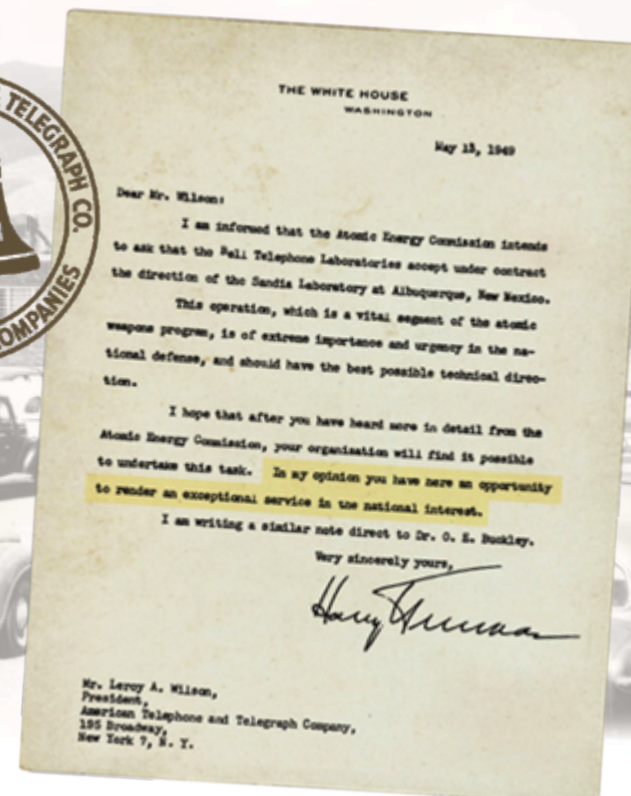 TELEGRAPH CO.
COMPANIES
THE WHITE HOUSE
WASHINGTON
May 13, 1949
Dear Mr. Wilson:
I am informed that the Atomic Energy Commission intends
to ask that the Bell Telephone Laboratories accept under contract
the direction of the Sandia Laboratory at Albuquerque, New Mexico.
This operation, which is a vital segment of the atomic
weapons program, is of extreme importance and urgency in the na-
tional defense, and should have the best possible technical direc-
tion.
I hope that after you have heard more in detail from the
Atomic Energy Commission, your organization will find it possible
to undertake this task. In my opinion you have here an opportunity
to render an exceptional service in the national interest.
I am writing a similar note direct to Dr. O. E. Buckley.
Very sincerely yours,
Harry Truman
Mr. Leroy A. Wilson,
President,
American Telephone and Telegraph Company,
195 Broadway,
New York 7, N. Y.